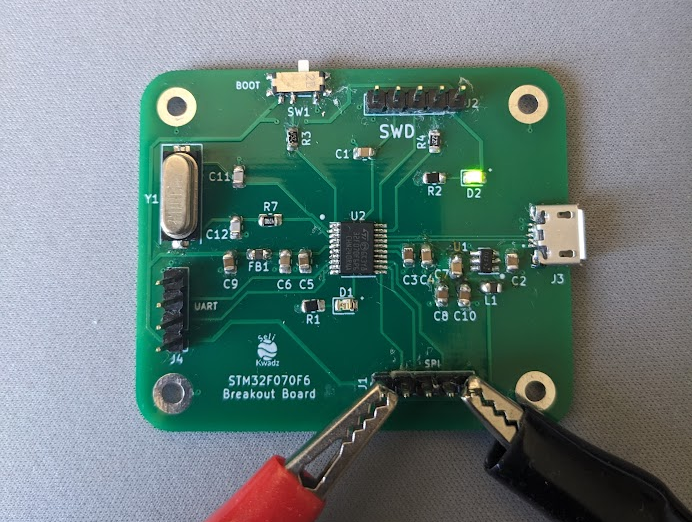 BOOT
SW1
R3
J2
SWD
C1
R4
C11
Y1
R2
D2
R7
U2
C12
U1
FB1
C9
C6 C5
C3 C4 C7
C2
J3
L1
D1
R1
C8 C10
UART
J4
Kwadz
SPI
STM32F070F6
Breakout Board
J1